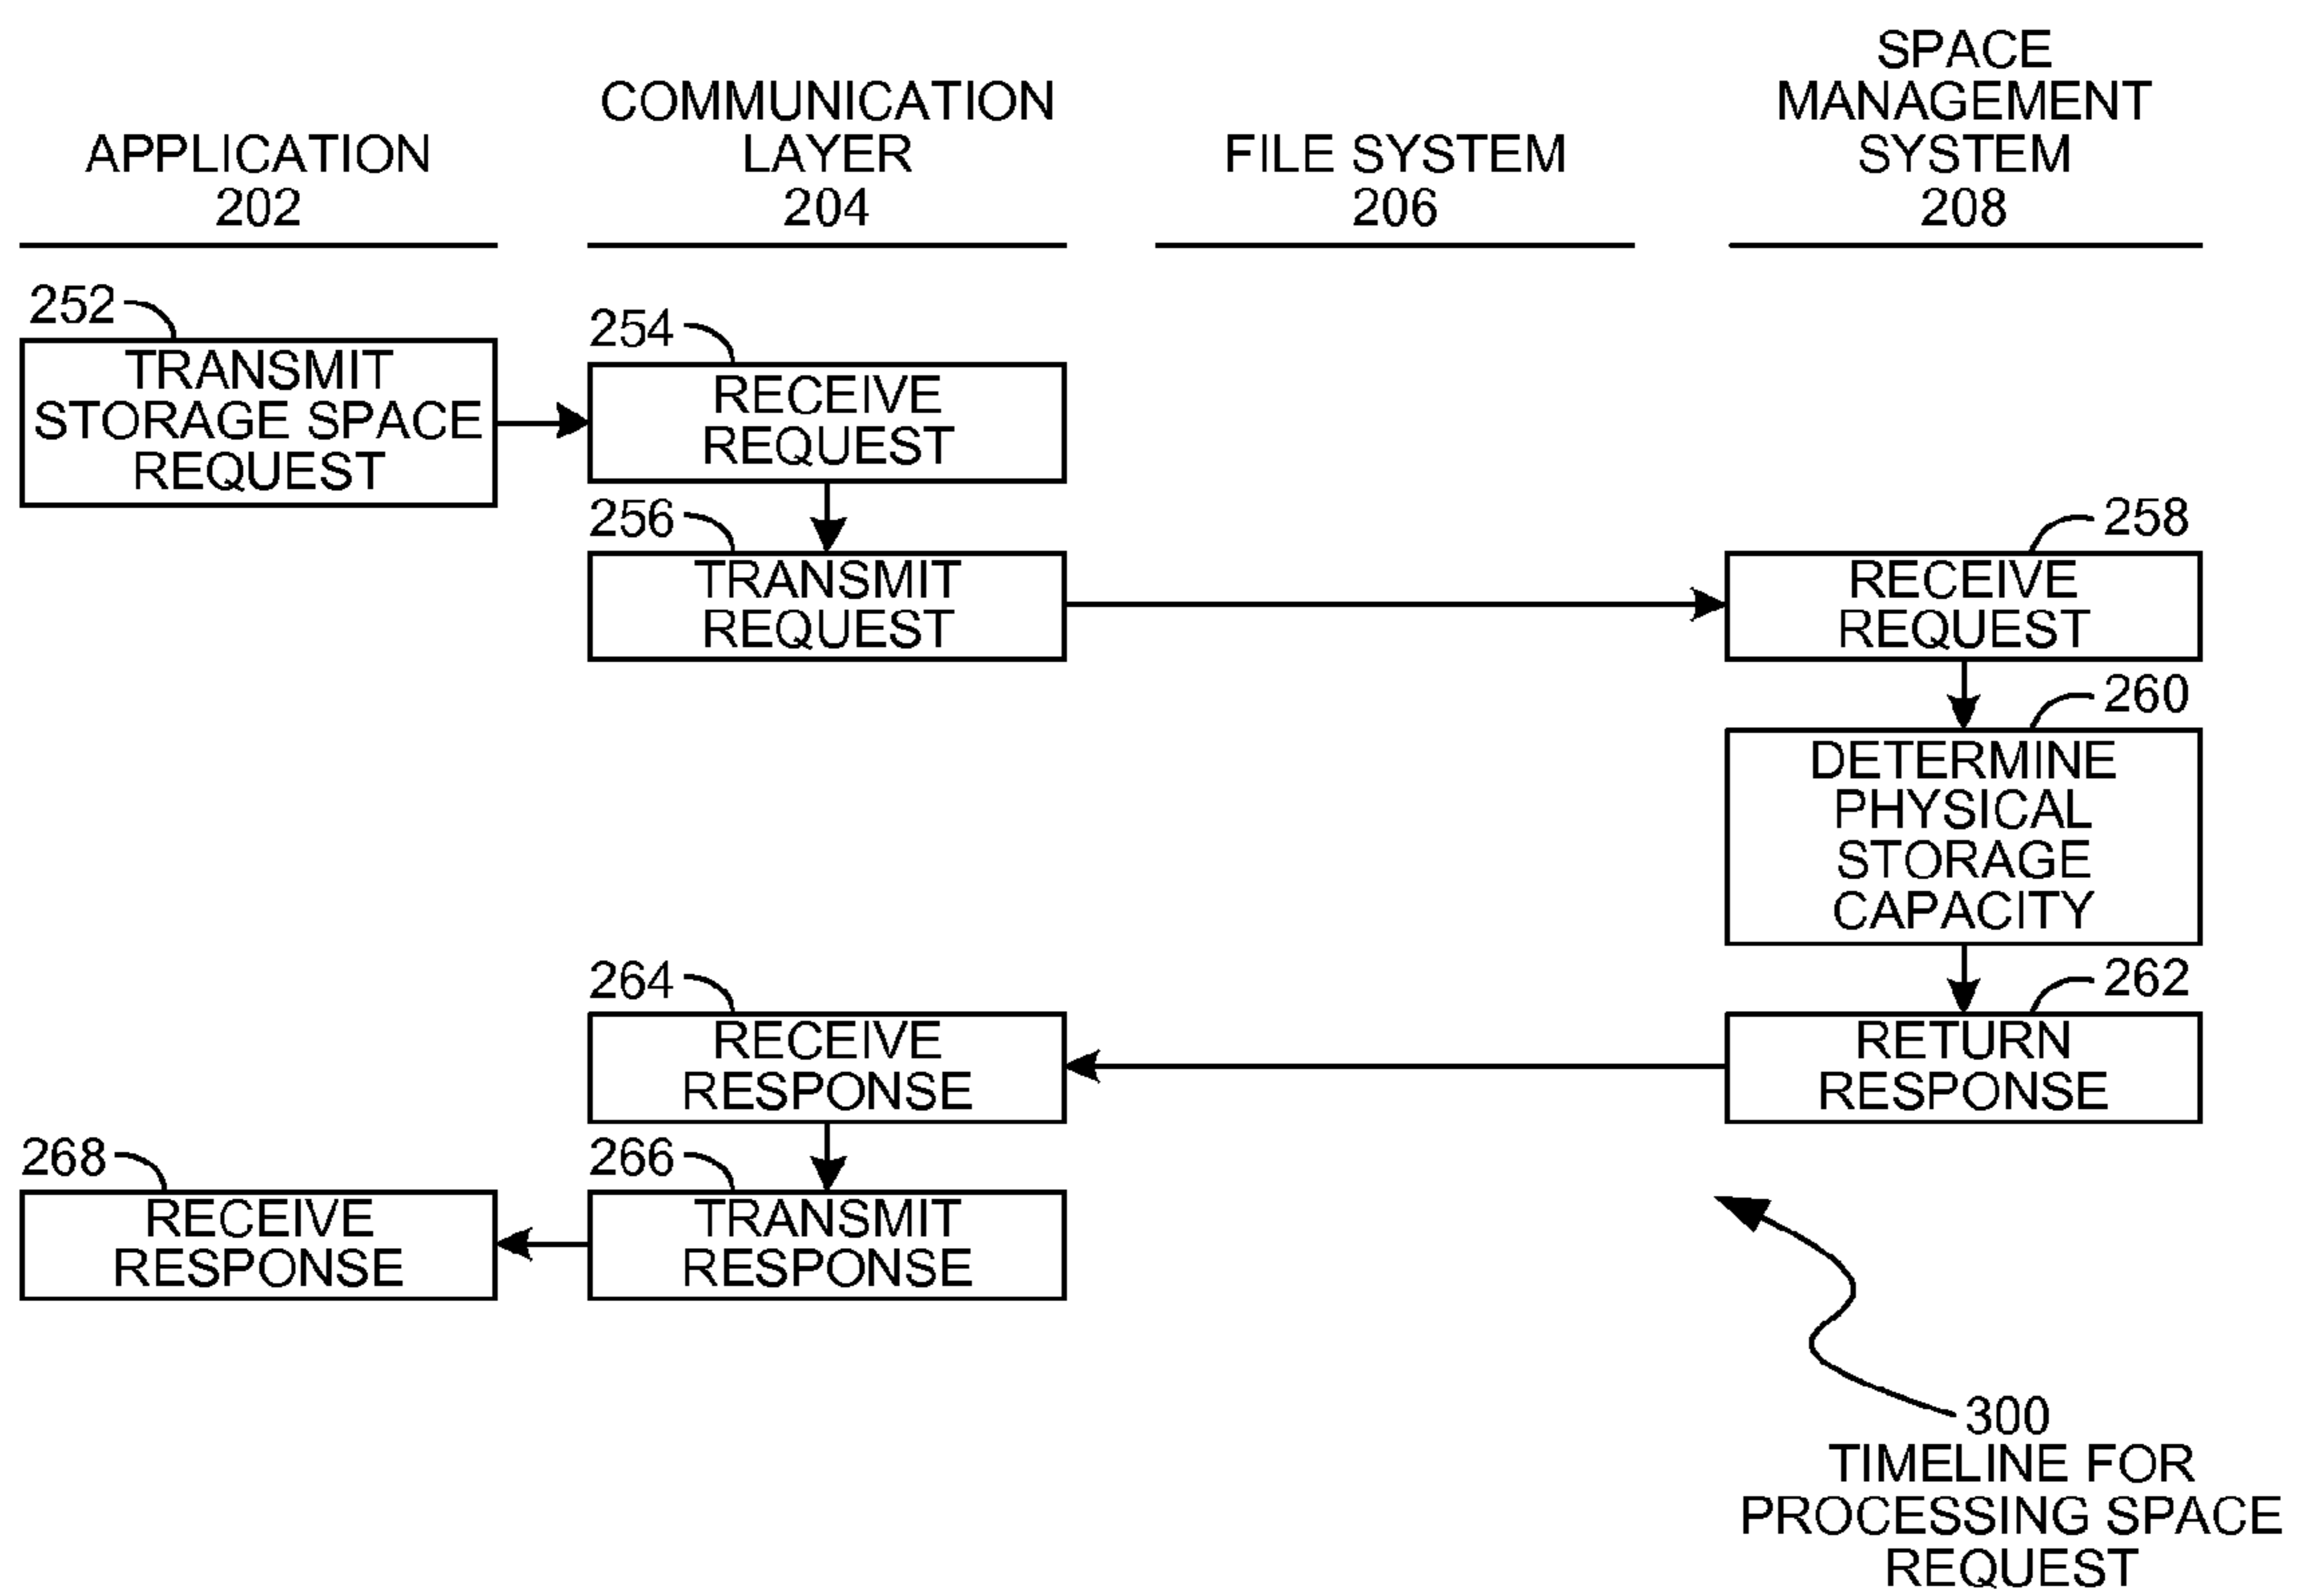 APPLICATION
202
COMMUNICATION
LAYER
204
FILE SYSTEM
206
SPACE
MANAGEMENT
SYSTEM
208
252
TRANSMIT
STORAGE SPACE
REQUEST
254
RECEIVE
REQUEST
256
TRANSMIT
REQUEST
258
RECEIVE
REQUEST
260
DETERMINE
PHYSICAL
STORAGE
CAPACITY
262
RETURN
RESPONSE
264
RECEIVE
RESPONSE
266
TRANSMIT
RESPONSE
268
RECEIVE
RESPONSE
300
TIMELINE FOR
PROCESSING SPACE
REQUEST